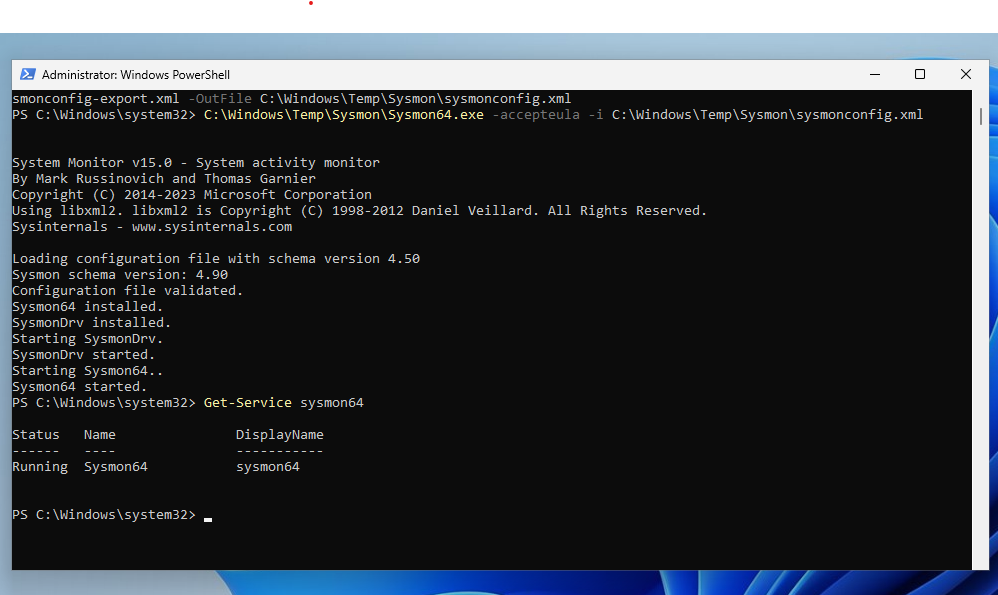 Administrator: Windows PowerShell
smonconfig-export.xml -OutFile C:\Windows\Temp\Sysmon\sysmonconfig.xml
PS C:\Windows\system32> C:\Windows\Temp\Sysmon\Sysmon64.exe -accepteula -i C:\Windows\Temp\Sysmon\sysmonconfig.xml
System Monitor v15.0 - System activity monitor
By Mark Russinovich and Thomas Garnier
Copyright (C) 2014-2023 Microsoft Corporation
Using libxml2. libxml2 is Copyright (C) 1998-2012 Daniel Veillard. All Rights Reserved.
Sysinternals - www.sysinternals.com
Loading configuration file with schema version 4.50
Sysmon schema version: 4.90
Configuration file validated.
Sysmon64 installed.
SysmonDrv installed.
Starting SysmonDrv.
SysmonDrv started.
Starting Sysmon64..
Sysmon64 started.
PS C:\Windows\system32> Get-Service sysmon64
Status   Name               DisplayName
------   ----               -----------
Running  Sysmon64           sysmon64
PS C:\Windows\system32>